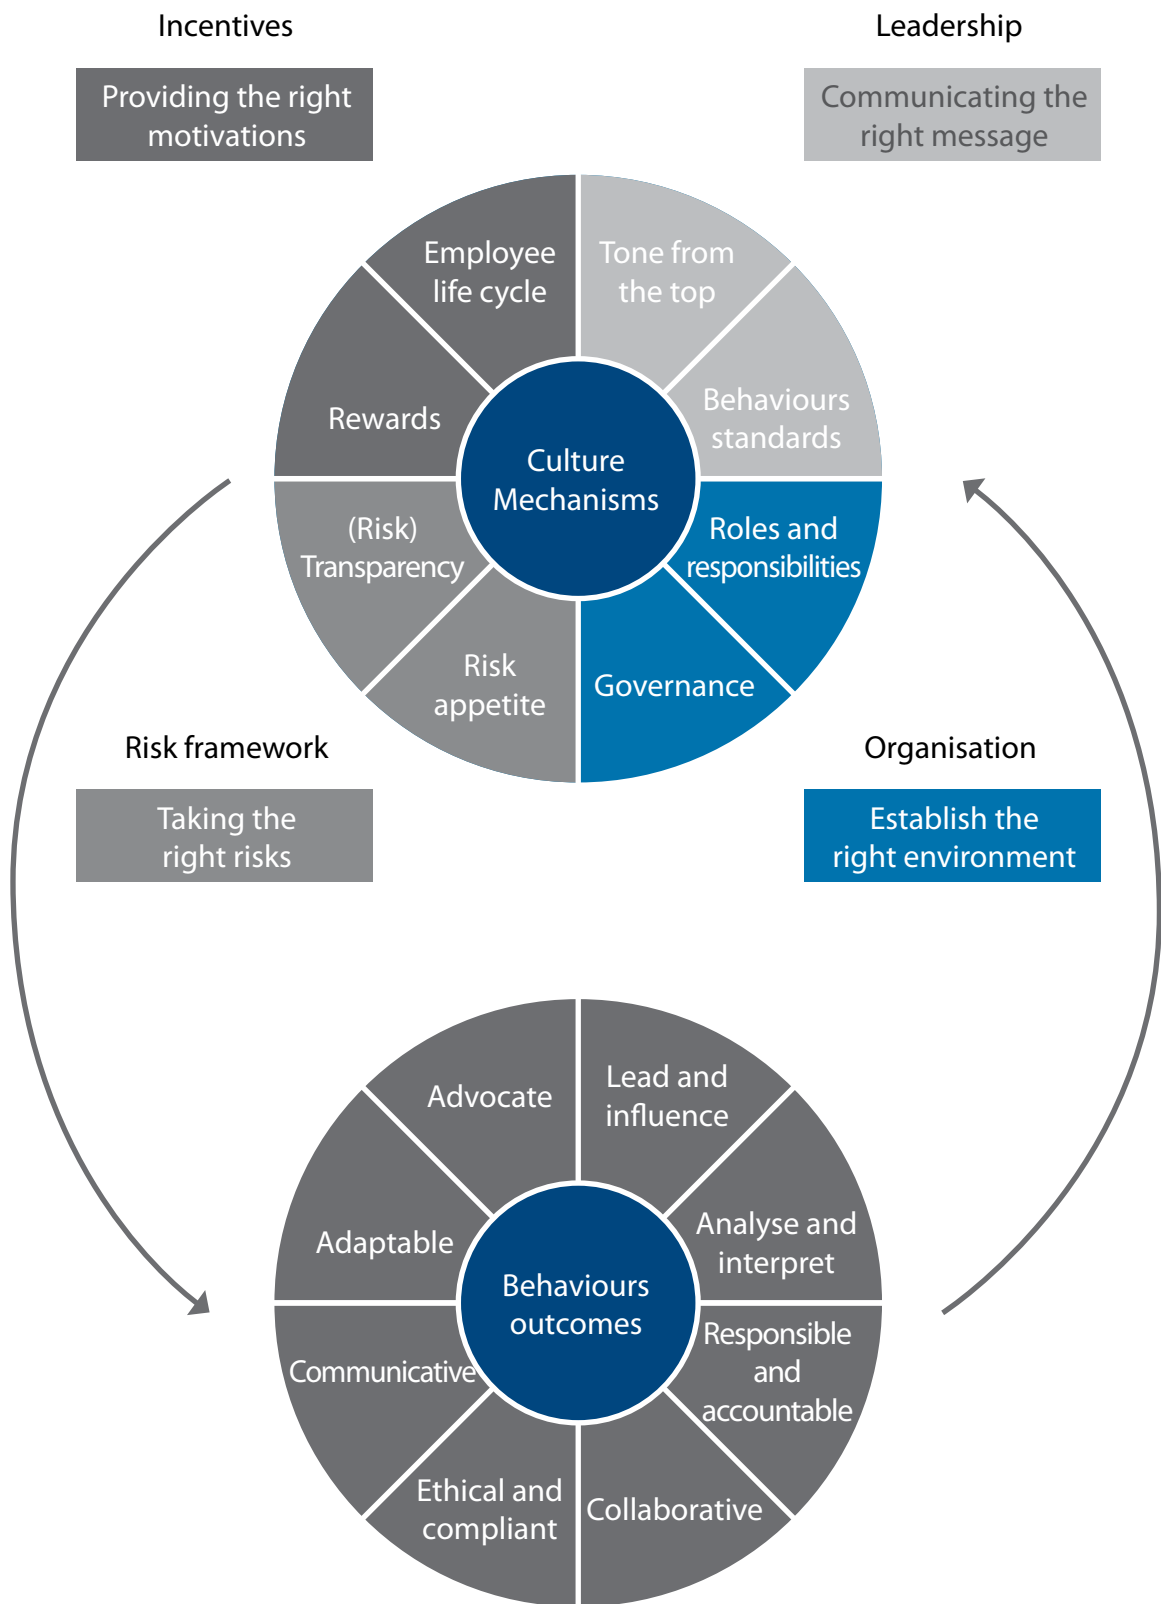 Incentives
Leadership
Providing the right
motivations
Communicating the
right message
Employee
life cycle
Tone from
the top
Rewards
Behaviours
standards
Culture
Mechanisms
(Risk)
Transparency
Roles and
responsibilities
Risk
appetite
Governance
Risk framework
Organisation
Taking the
right risks
Establish the
right environment
Advocate
Lead and
influence
Adaptable
Analyse and
interpret
Behaviours
outcomes
Communicative
Responsible
and
accountable
Ethical and
compliant
Collaborative